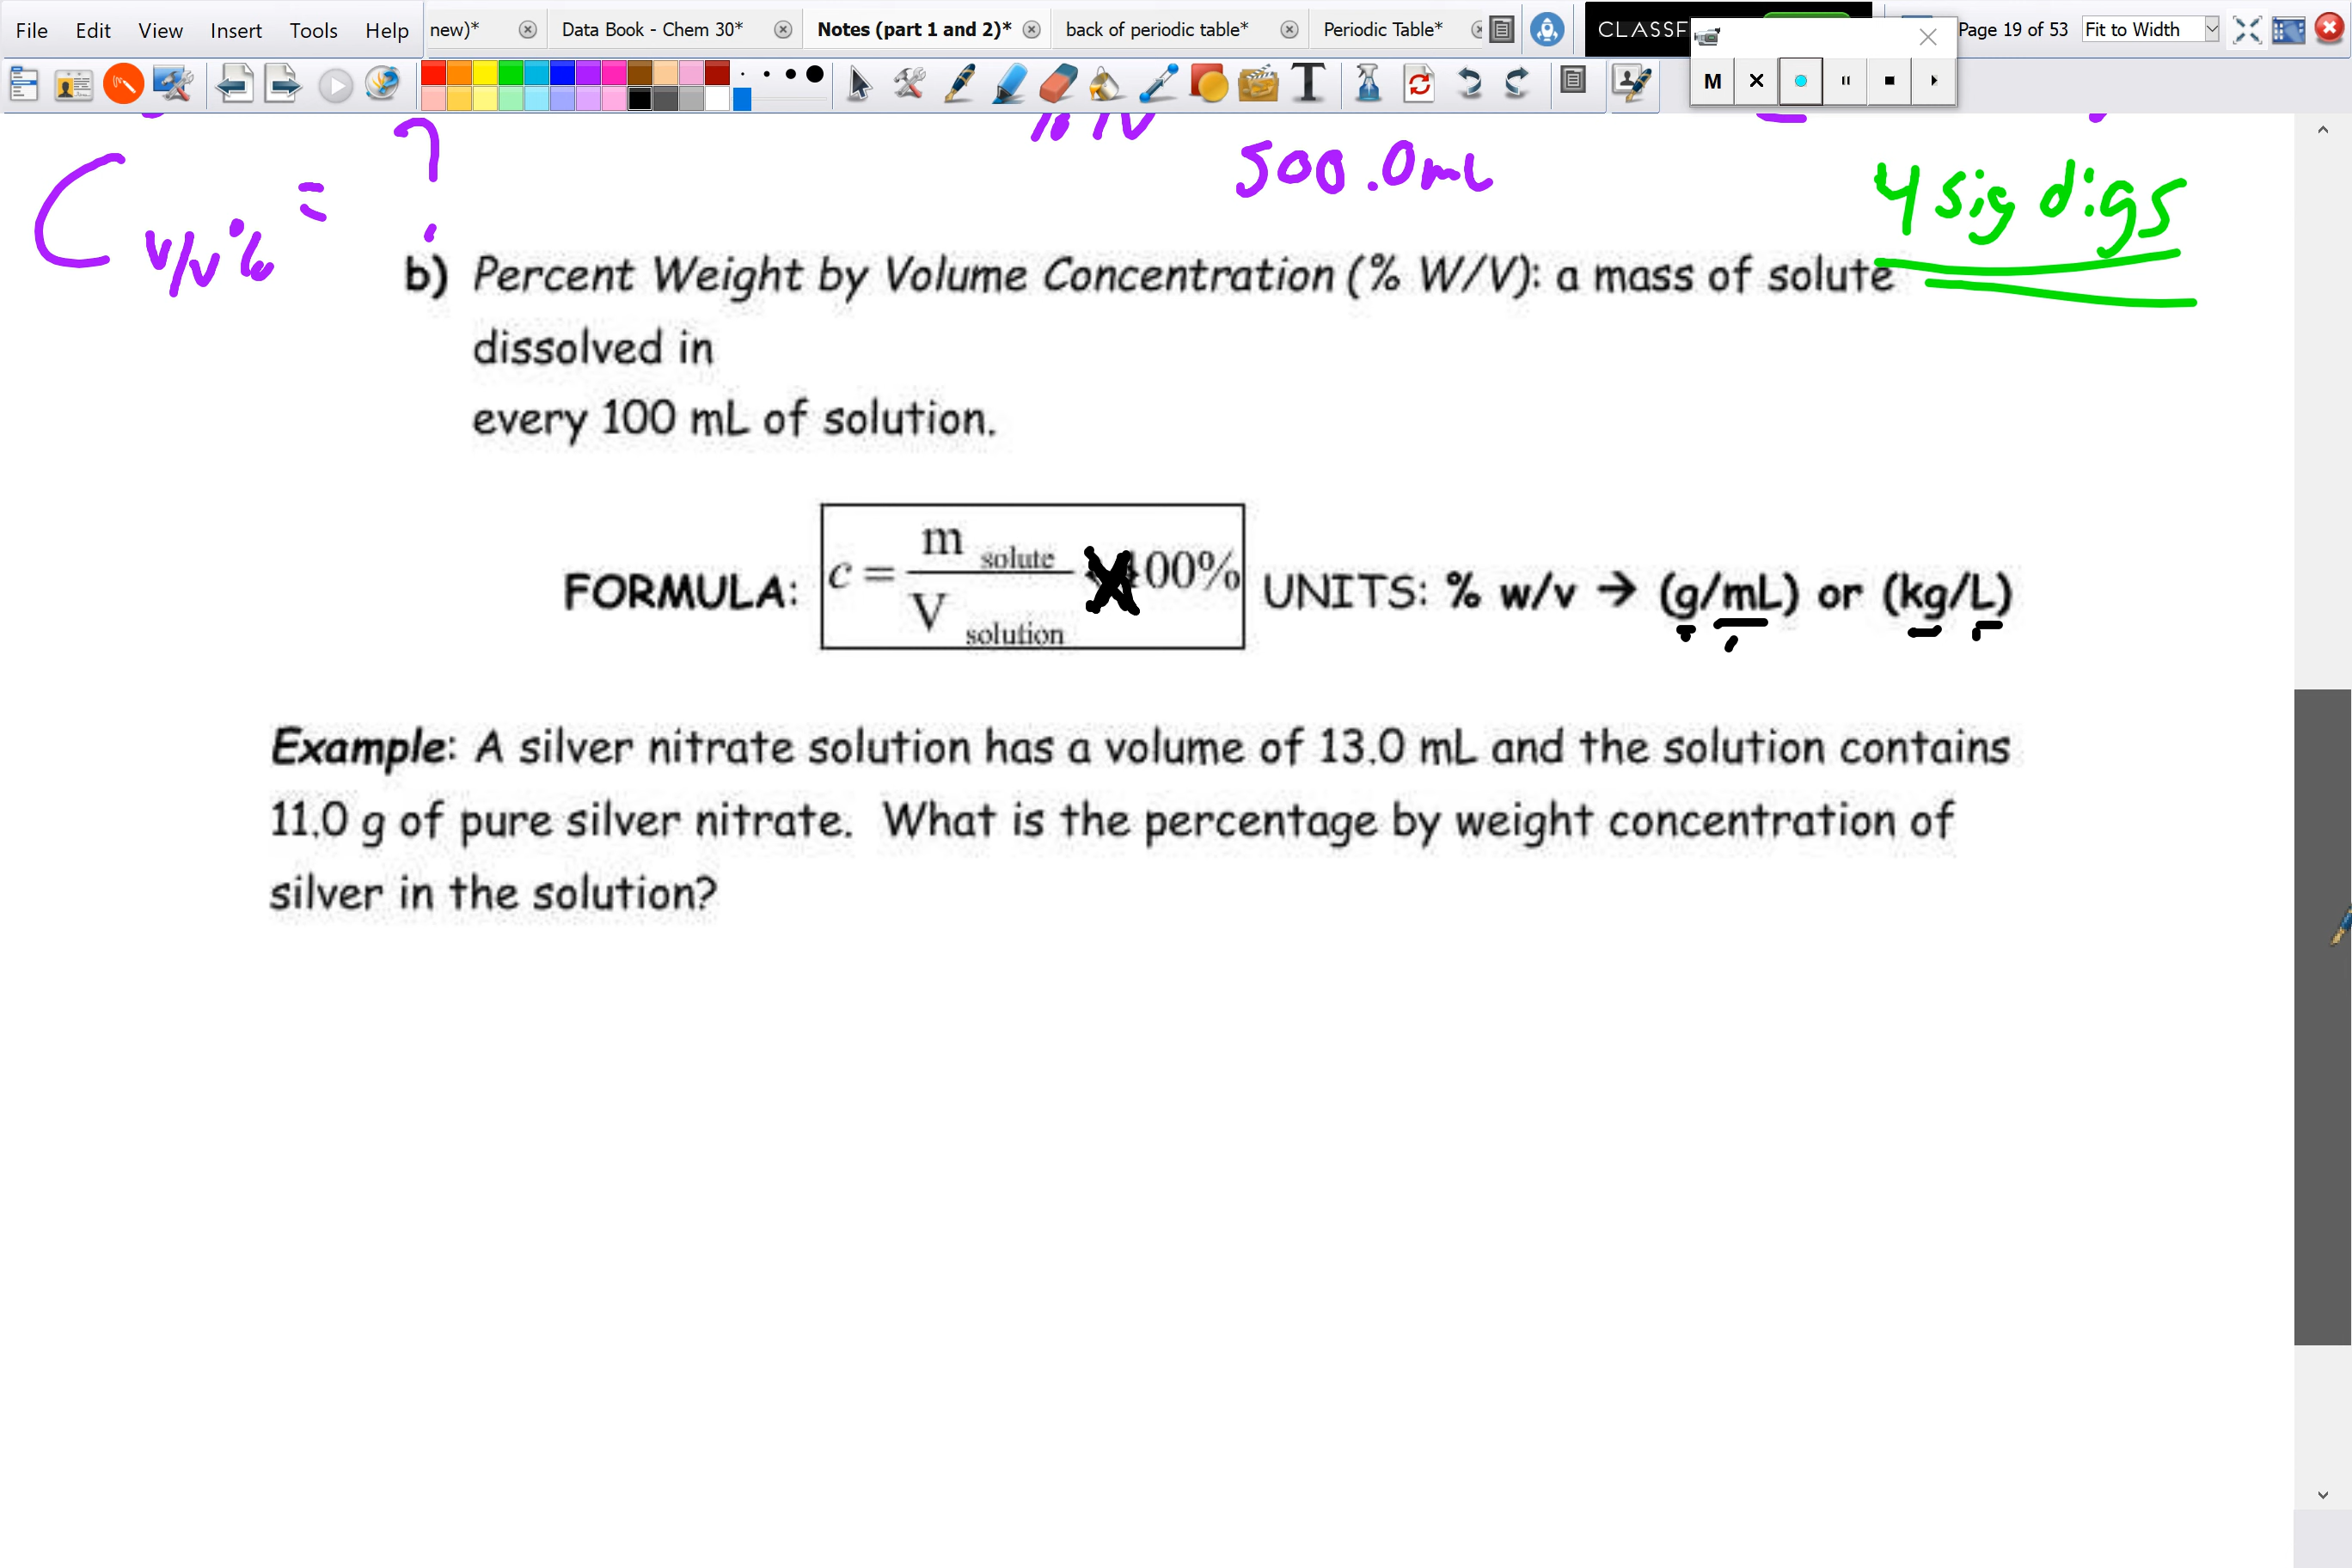 File Edit View Insert Tools Help
new)* Data Book - Chem 30* Notes (part 1 and 2)* back of periodic table* Periodic Table*
Page 19 of 53 Fit to Width
M
T
C v/v% = ?
500.0mL
4 sig digs
b) Percent Weight by Volume Concentration (% W/V): a mass of solute
dissolved in
every 100 mL of solution.
FORMULA: c = m solute / V solution X 100% UNITS: % w/v → (g/mL) or (kg/L)
Example: A silver nitrate solution has a volume of 13.0 mL and the solution contains
11.0 g of pure silver nitrate. What is the percentage by weight concentration of
silver in the solution?